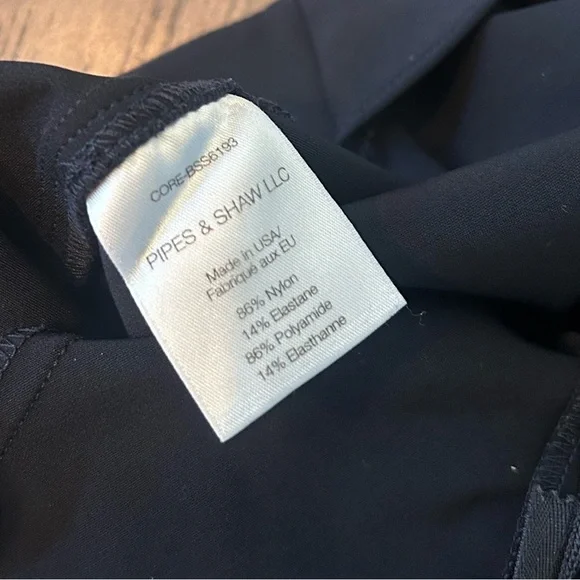 CORE-BSS6193
PIPES & SHAW LLC
Made in USA/
Fabriqué aux EU
86% Nylon
14% Elastane
86% Polyamide
14% Elasthanne